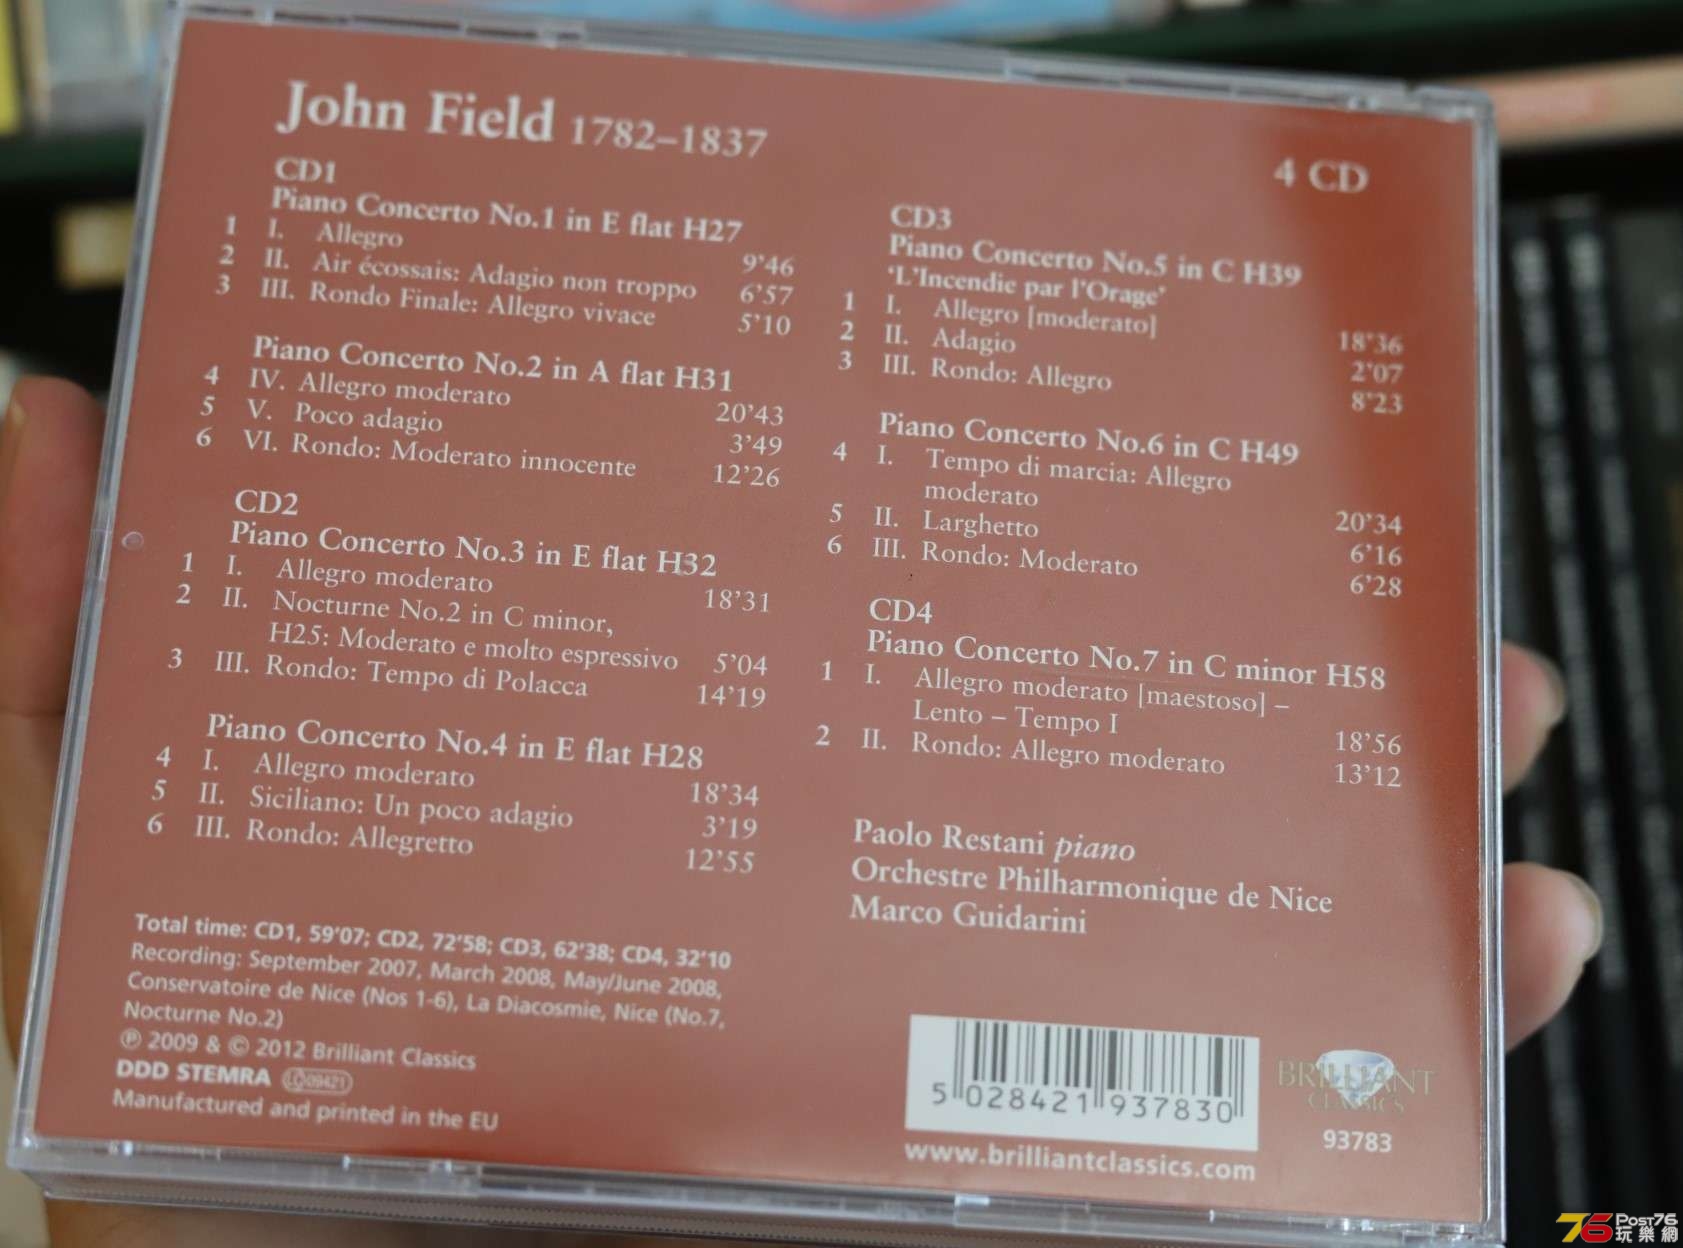 John Field 1782–1837
4 CD
CD1
Piano Concerto No.1 in E flat H27
1 I. Allegro 9'46
2 II. Air écossais: Adagio non troppo 6'57
3 III. Rondo Finale: Allegro vivace 5'10
Piano Concerto No.2 in A flat H31
4 IV. Allegro moderato 20'43
5 V. Poco adagio 3'49
6 VI. Rondo: Moderato innocente 12'26
CD2
Piano Concerto No.3 in E flat H32
1 I. Allegro moderato 18'31
2 II. Nocturne No.2 in C minor,
H25: Moderato e molto espressivo 5'04
3 III. Rondo: Tempo di Polacca 14'19
Piano Concerto No.4 in E flat H28
4 I. Allegro moderato 18'34
5 II. Siciliano: Un poco adagio 3'19
6 III. Rondo: Allegretto 12'55
CD3
Piano Concerto No.5 in C H39
'L'Incendie par l'Orage'
1 I. Allegro [moderato] 18'36
2 II. Adagio 2'07
3 III. Rondo: Allegro 8'23
Piano Concerto No.6 in C H49
4 I. Tempo di marcia: Allegro
moderato 20'34
5 II. Larghetto 6'16
6 III. Rondo: Moderato 6'28
CD4
Piano Concerto No.7 in C minor H58
1 I. Allegro moderato [maestoso] –
Lento – Tempo I 18'56
2 II. Rondo: Allegro moderato 13'12
Paolo Restani piano
Orchestre Philharmonique de Nice
Marco Guidarini
Total time: CD1, 59'07; CD2, 72'58; CD3, 62'38; CD4, 32'10
Recording: September 2007, March 2008, May/June 2008,
Conservatoire de Nice (Nos 1-6), La Diacosmie, Nice (No.7,
Nocturne No.2)
℗ 2009 & © 2012 Brilliant Classics
DDD STEMRA LC 09421
Manufactured and printed in the EU
5 028421 937830
www.brilliantclassics.com
BRILLIANT
CLASSICS
93783
76 Post76
玩樂網